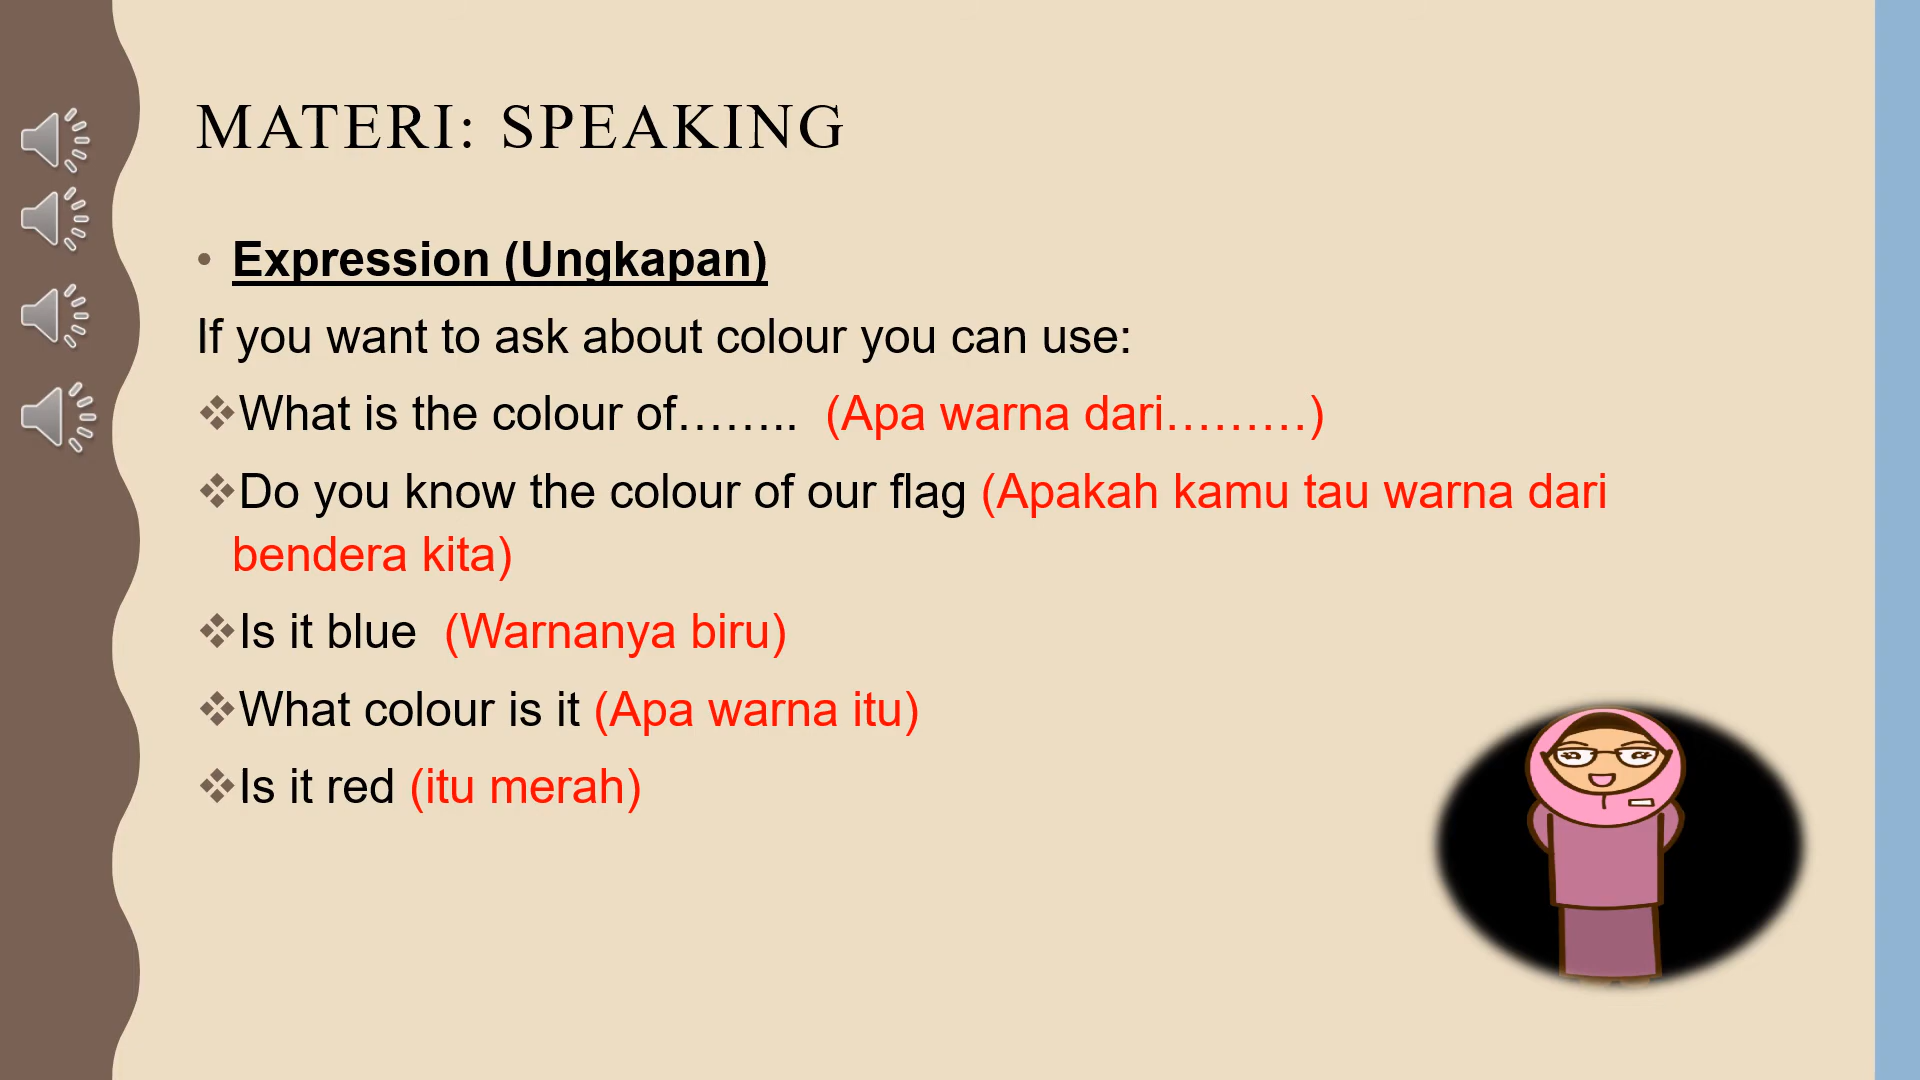 MATERI: SPEAKING
• Expression (Ungkapan)
If you want to ask about colour you can use:
❖What is the colour of…….. (Apa warna dari………)
❖Do you know the colour of our flag (Apakah kamu tau warna dari
bendera kita)
❖Is it blue (Warnanya biru)
❖What colour is it (Apa warna itu)
❖Is it red (itu merah)